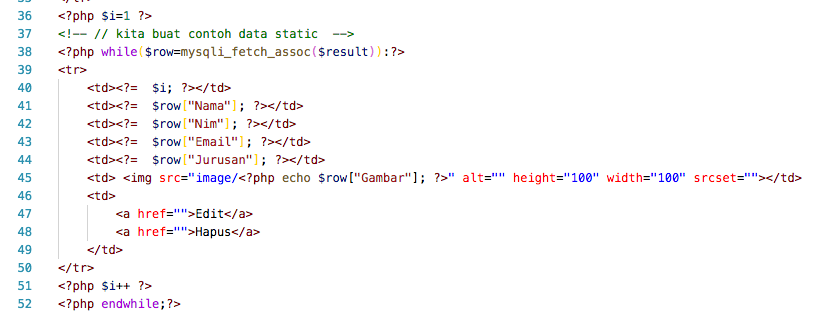 36 <?php $i=1 ?>
37 <!-- // kita buat contoh data static  -->
38 <?php while($row=mysqli_fetch_assoc($result)):?>
39 <tr>
40     <td><?=  $i; ?></td>
41     <td><?=  $row["Nama"]; ?></td>
42     <td><?=  $row["Nim"]; ?></td>
43     <td><?=  $row["Email"]; ?></td>
44     <td><?=  $row["Jurusan"]; ?></td>
45     <td> <img src="image/<?php echo $row["Gambar"]; ?>" alt="" height="100" width="100" srcset=""></td>
46     <td>
47         <a href="">Edit</a>
48         <a href="">Hapus</a>
49     </td>
50 </tr>
51 <?php $i++ ?>
52 <?php endwhile;?>